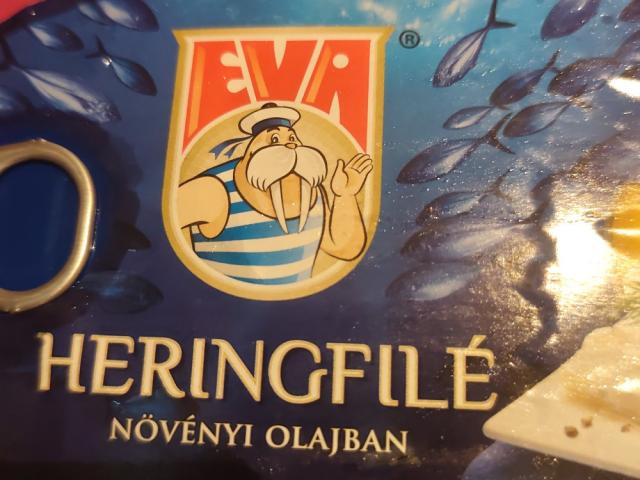 EVA
®
HERINGFILÉ
NÖVÉNYI OLAJBAN